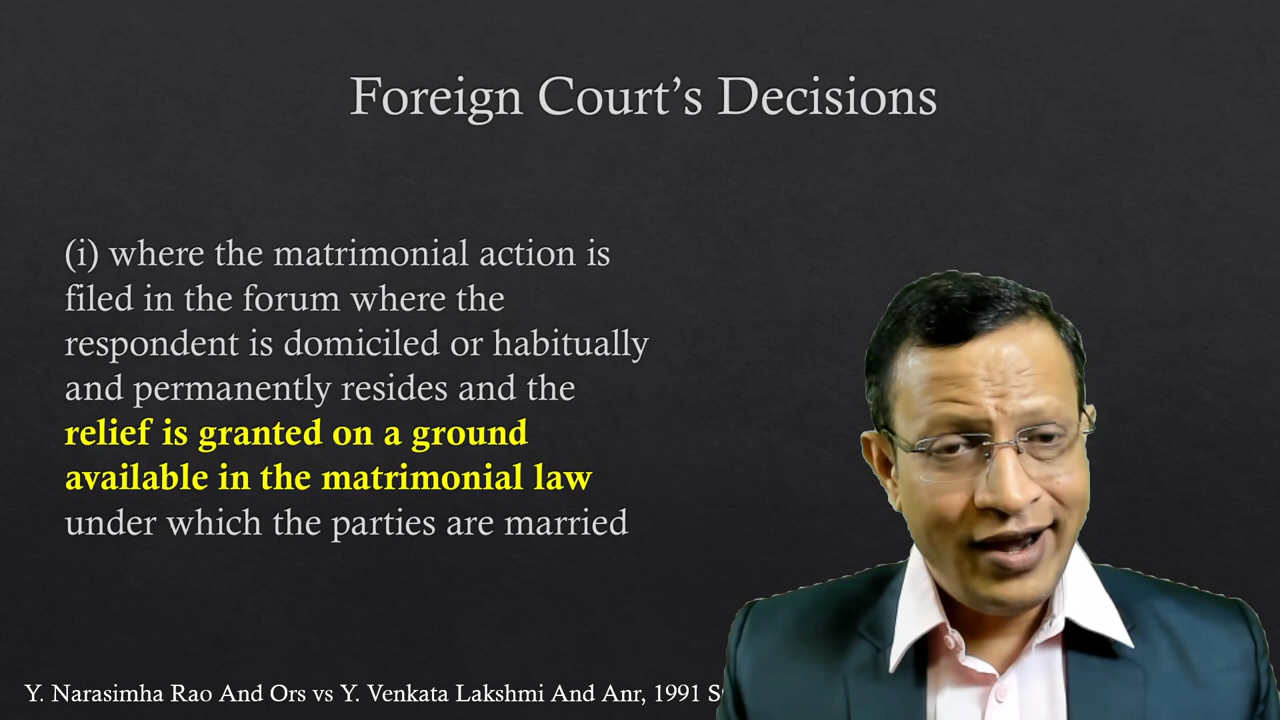 Foreign Court’s Decisions
(i) where the matrimonial action is
filed in the forum where the
respondent is domiciled or habitually
and permanently resides and the
relief is granted on a ground
available in the matrimonial law
under which the parties are married
Y. Narasimha Rao And Ors vs Y. Venkata Lakshmi And Anr, 1991